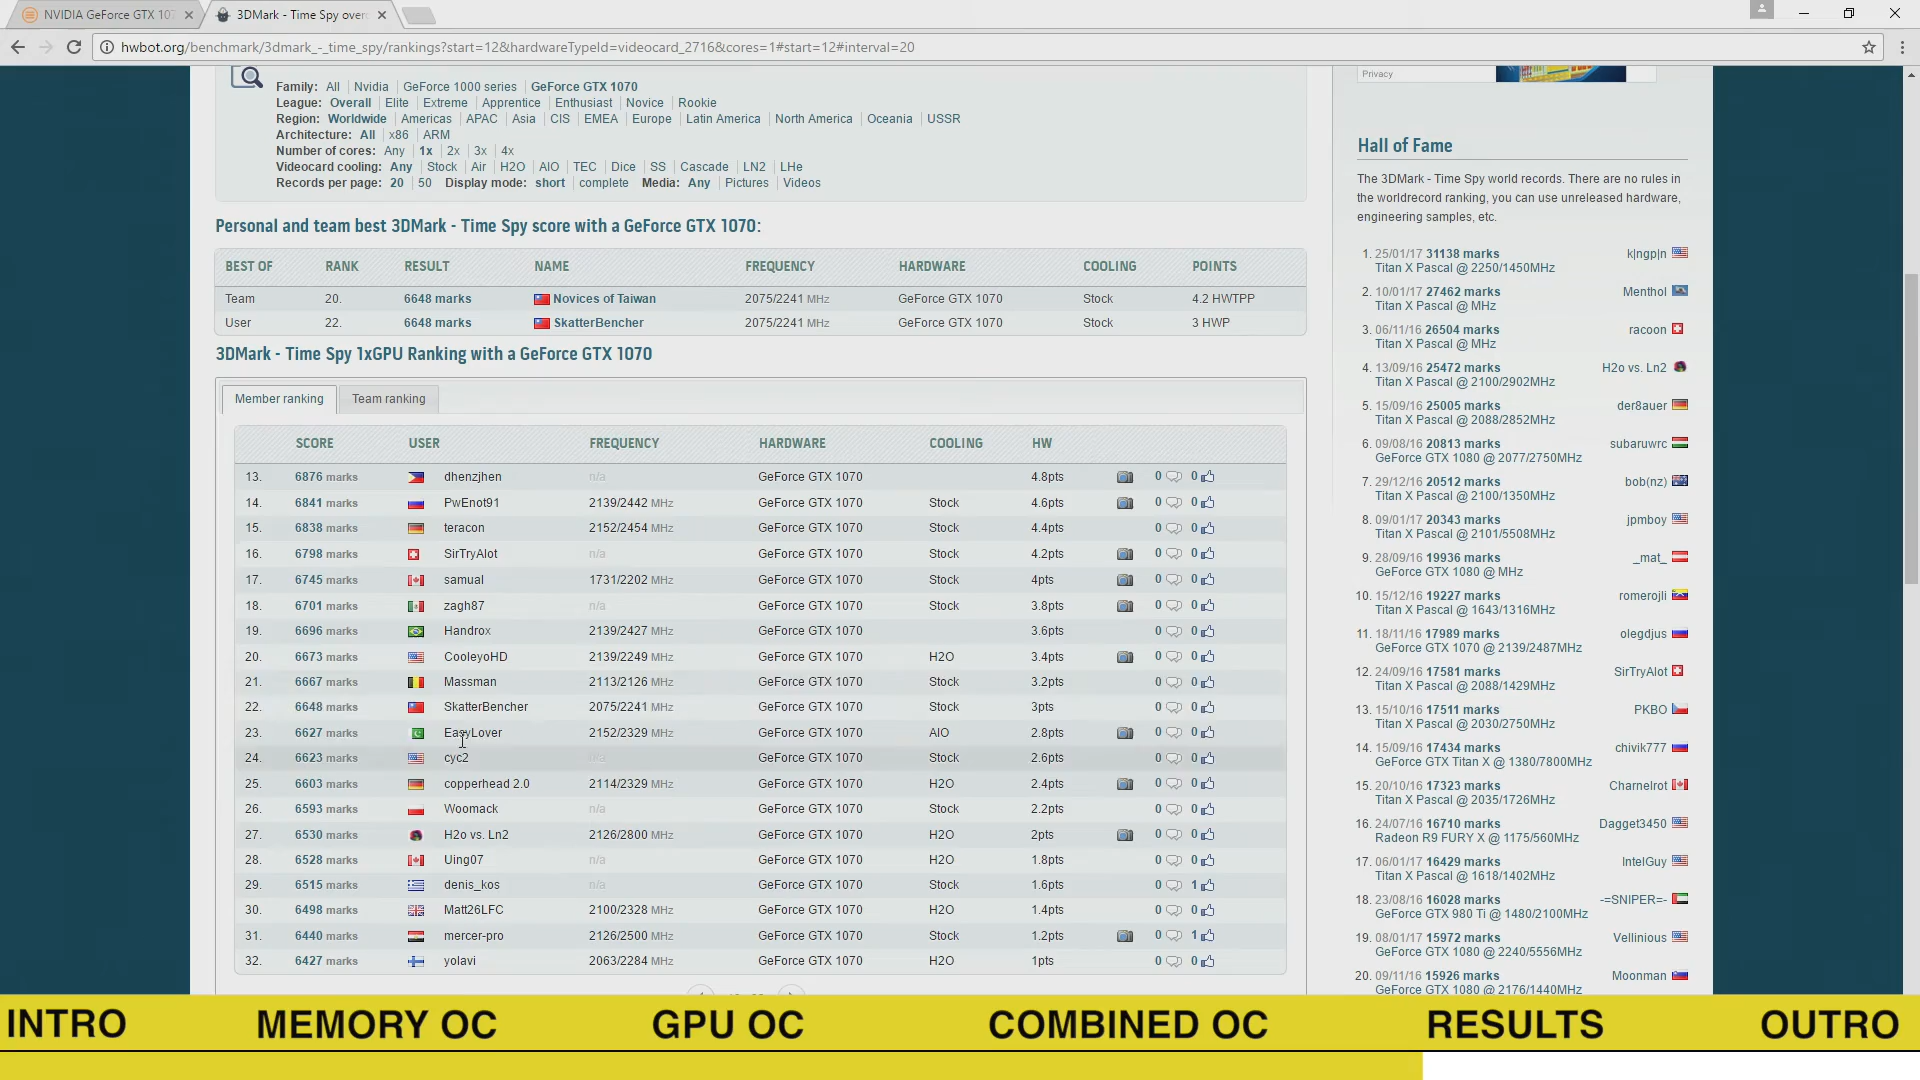 NVIDIA GeForce GTX 107
3DMark - Time Spy over
hwbot.org/benchmark/3dmark_-_time_spy/rankings?start=12&hardwareTypeId=videocard_2716&cores=1#start=12#interval=20
Family: All Nvidia GeForce 1000 series GeForce GTX 1070
League: Overall Elite Extreme Apprentice Enthusiast Novice Rookie
Region: Worldwide Americas APAC Asia CIS EMEA Europe Latin America North America Oceania USSR
Architecture: All x86 ARM
Number of cores: Any 1x 2x 3x 4x
Videocard cooling: Any Stock Air H2O AIO TEC Dice SS Cascade LN2 LHe
Records per page: 20 50 Display mode: short complete Media: Any Pictures Videos
Personal and team best 3DMark - Time Spy score with a GeForce GTX 1070:
BEST OF RANK RESULT NAME FREQUENCY HARDWARE COOLING POINTS
Team 20. 6648 marks Novices of Taiwan 2075/2241 MHz GeForce GTX 1070 Stock 4.2 HWTPP
User 22. 6648 marks SkatterBencher 2075/2241 MHz GeForce GTX 1070 Stock 3 HWP
3DMark - Time Spy 1xGPU Ranking with a GeForce GTX 1070
Member ranking Team ranking
SCORE USER FREQUENCY HARDWARE COOLING HW
13. 6876 marks dhenzjhen n/a GeForce GTX 1070 4.8pts 0 0
14. 6841 marks PwEnot91 2139/2442 MHz GeForce GTX 1070 Stock 4.6pts 0 0
15. 6838 marks teracon 2152/2454 MHz GeForce GTX 1070 Stock 4.4pts 0 0
16. 6798 marks SirTryAlot n/a GeForce GTX 1070 Stock 4.2pts 0 0
17. 6745 marks samual 1731/2202 MHz GeForce GTX 1070 Stock 4pts 0 0
18. 6701 marks zagh87 n/a GeForce GTX 1070 Stock 3.8pts 0 0
19. 6696 marks Handrox 2139/2427 MHz GeForce GTX 1070 3.6pts 0 0
20. 6673 marks CooleyoHD 2139/2249 MHz GeForce GTX 1070 H2O 3.4pts 0 0
21. 6667 marks Massman 2113/2126 MHz GeForce GTX 1070 Stock 3.2pts 0 0
22. 6648 marks SkatterBencher 2075/2241 MHz GeForce GTX 1070 Stock 3pts 0 0
23. 6627 marks EasyLover 2152/2329 MHz GeForce GTX 1070 AIO 2.8pts 0 0
24. 6623 marks cyc2 n/a GeForce GTX 1070 Stock 2.6pts 0 0
25. 6603 marks copperhead 2.0 2114/2329 MHz GeForce GTX 1070 H2O 2.4pts 0 0
26. 6593 marks Woomack n/a GeForce GTX 1070 Stock 2.2pts 0 0
27. 6530 marks H2o vs. Ln2 2126/2800 MHz GeForce GTX 1070 H2O 2pts 0 0
28. 6528 marks Uing07 n/a GeForce GTX 1070 H2O 1.8pts 0 0
29. 6515 marks denis_kos n/a GeForce GTX 1070 Stock 1.6pts 0 1
30. 6498 marks Matt26LFC 2100/2328 MHz GeForce GTX 1070 H2O 1.4pts 0 0
31. 6440 marks mercer-pro 2126/2500 MHz GeForce GTX 1070 Stock 1.2pts 0 1
32. 6427 marks yolavi 2063/2284 MHz GeForce GTX 1070 H2O 1pts 0 0
Privacy
Hall of Fame
The 3DMark - Time Spy world records. There are no rules in
the worldrecord ranking, you can use unreleased hardware,
engineering samples, etc.
1. 25/01/17 31138 marks k|ngp|n
Titan X Pascal @ 2250/1450MHz
2. 10/01/17 27462 marks Menthol
Titan X Pascal @ MHz
3. 06/11/16 26504 marks racoon
Titan X Pascal @ MHz
4. 13/09/16 25472 marks H2o vs. Ln2
Titan X Pascal @ 2100/2902MHz
5. 15/09/16 25005 marks der8auer
Titan X Pascal @ 2088/2852MHz
6. 09/08/16 20813 marks subaruwrc
GeForce GTX 1080 @ 2077/2750MHz
7. 29/12/16 20512 marks bob(nz)
Titan X Pascal @ 2100/1350MHz
8. 09/01/17 20343 marks jpmboy
Titan X Pascal @ 2101/5508MHz
9. 28/09/16 19936 marks _mat_
GeForce GTX 1080 @ MHz
10. 15/12/16 19227 marks romerojli
Titan X Pascal @ 1643/1316MHz
11. 18/11/16 17989 marks olegdjus
GeForce GTX 1070 @ 2139/2487MHz
12. 24/09/16 17581 marks SirTryAlot
Titan X Pascal @ 2088/1429MHz
13. 15/10/16 17511 marks PKBO
Titan X Pascal @ 2030/2750MHz
14. 15/09/16 17434 marks chivik777
GeForce GTX Titan X @ 1380/7800MHz
15. 20/10/16 17323 marks Charnelrot
Titan X Pascal @ 2035/1726MHz
16. 24/07/16 16710 marks Dagget3450
Radeon R9 FURY X @ 1175/560MHz
17. 06/01/17 16429 marks IntelGuy
Titan X Pascal @ 1618/1402MHz
18. 23/08/16 16028 marks -=SNIPER=-
GeForce GTX 980 Ti @ 1480/2100MHz
19. 08/01/17 15972 marks Vellinious
GeForce GTX 1080 @ 2240/5556MHz
20. 09/11/16 15926 marks Moonman
GeForce GTX 1080 @ 2176/1440MHz
INTRO MEMORY OC GPU OC COMBINED OC RESULTS OUTRO